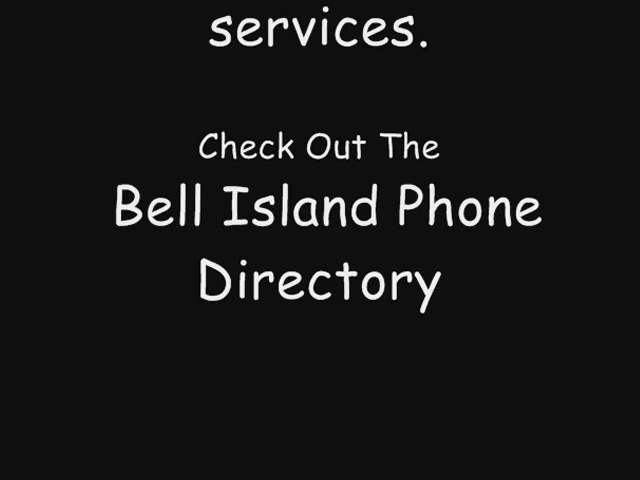 services.
Check Out The
Bell Island Phone
Directory